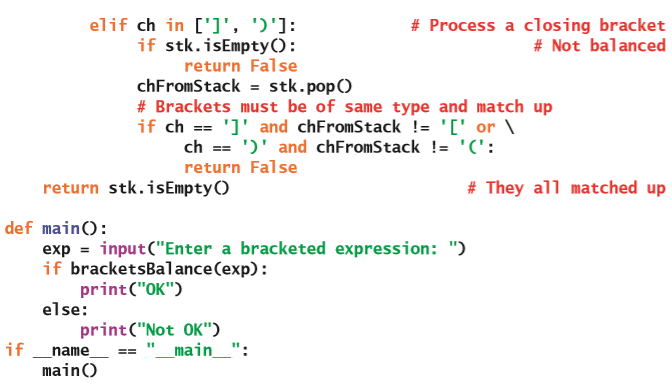 elif ch in [']', ')']:            # Process a closing bracket
            if stk.isEmpty():                         # Not balanced
                return False
            chFromStack = stk.pop()
            # Brackets must be of same type and match up
            if ch == ']' and chFromStack != '[' or \
                ch == ')' and chFromStack != '(':
                return False
    return stk.isEmpty()                         # They all matched up

def main():
    exp = input("Enter a bracketed expression: ")
    if bracketsBalance(exp):
        print("OK")
    else:
        print("Not OK")
if __name__ == "__main__":
    main()